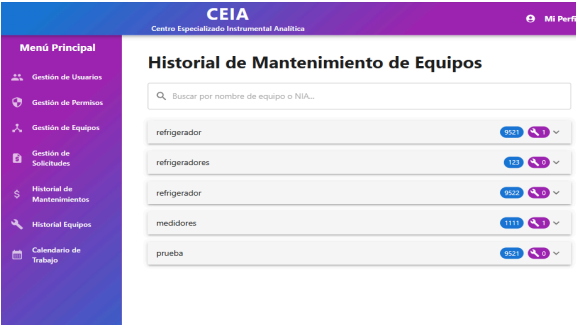 CEIA
Centro Especializado Instrumental Analítica
Mi Perfi
Menú Principal
Gestión de Usuarios
Gestión de Permisos
Gestión de Equipos
Gestión de
Solicitudes
Historial de
Mantenimientos
Historial Equipos
Calendario de
Trabajo
Historial de Mantenimiento de Equipos
Buscar por nombre de equipo o NIA...
refrigerador 9521 1
refrigeradores 123 0
refrigerador 9522 0
medidores 1111 1
prueba 9521 0